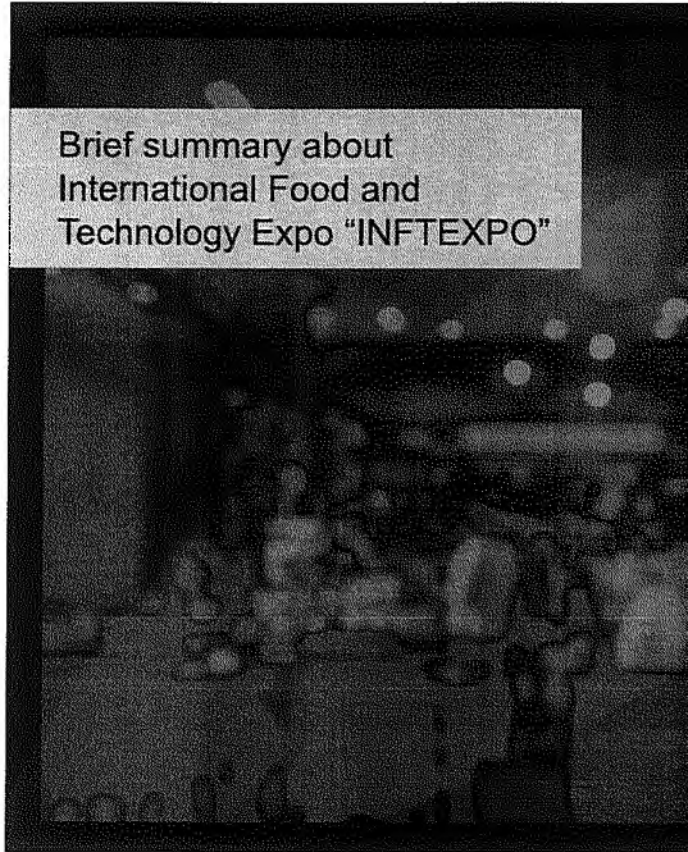 Brief summary about
International Food and
Technology Expo “INFTEXPO”